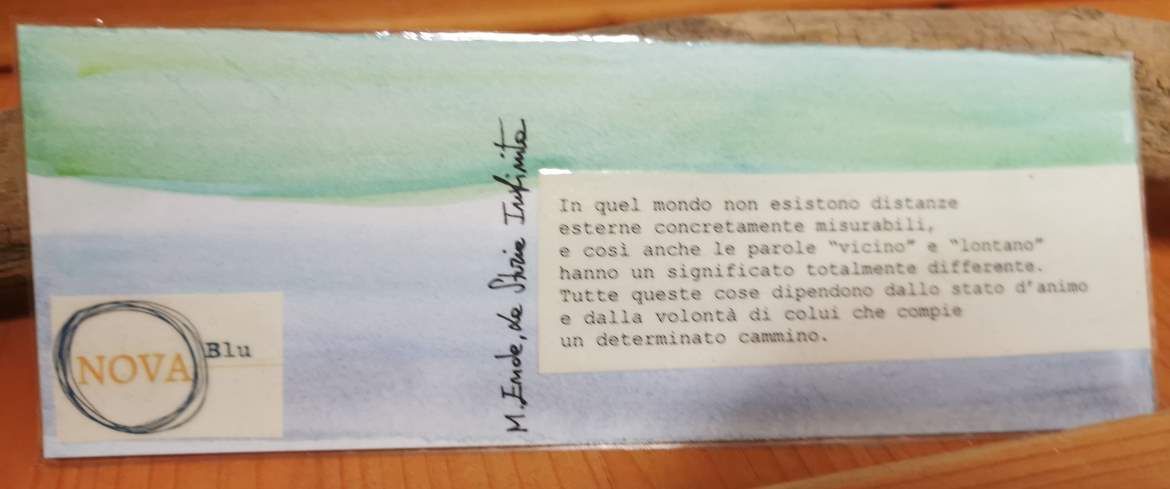 In quel mondo non esistono distanze
esterne concretamente misurabili,
e così anche le parole “vicino” e “lontano”
hanno un significato totalmente differente.
Tutte queste cose dipendono dallo stato d’animo
e dalla volontà di colui che compie
un determinato cammino.
M. Ende, La Storia Infinita
NOVA
Blu